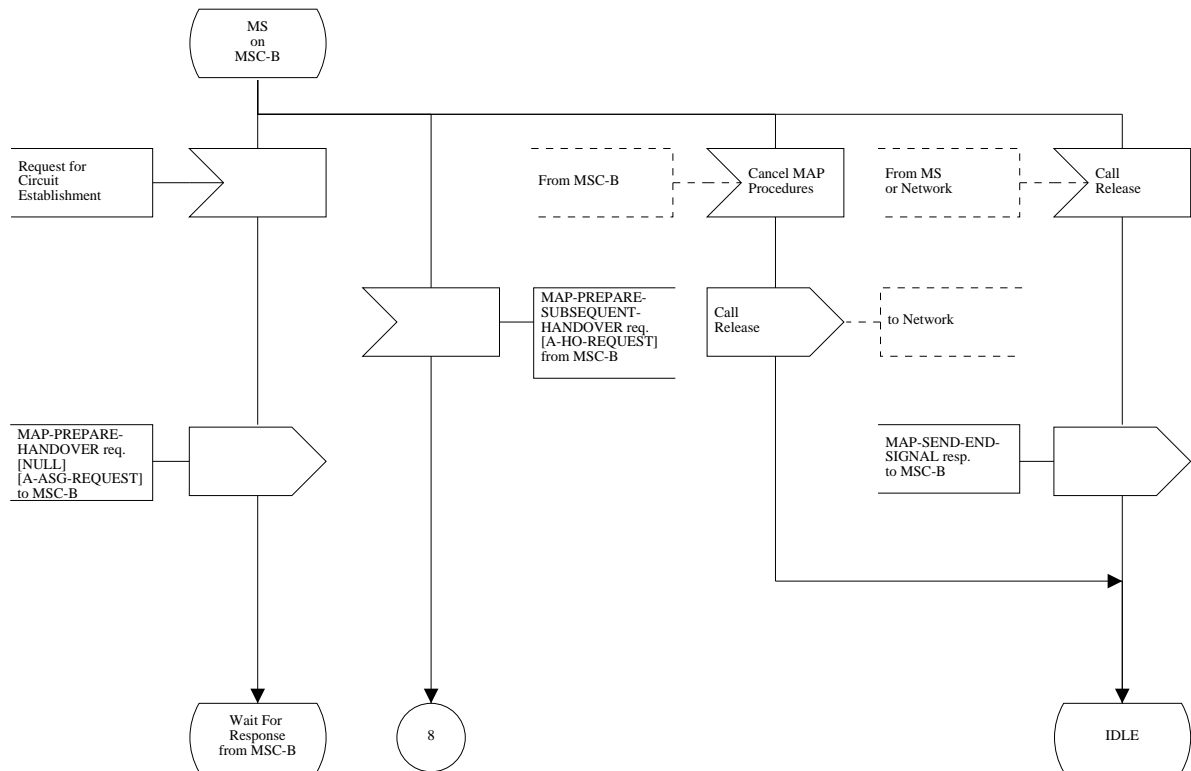 MS
on
MSC-B
Request for
Circuit
Establishment
From MSC-B
Cancel MAP
Procedures
From MS
or Network
Call
Release
MAP-PREPARE-
SUBSEQUENT-
HANDOVER req.
[A-HO-REQUEST]
from MSC-B
Call
Release
to Network
MAP-PREPARE-
HANDOVER req.
[NULL]
[A-ASG-REQUEST]
to MSC-B
MAP-SEND-END-
SIGNAL resp.
to MSC-B
Wait For
Response
from MSC-B
8
IDLE